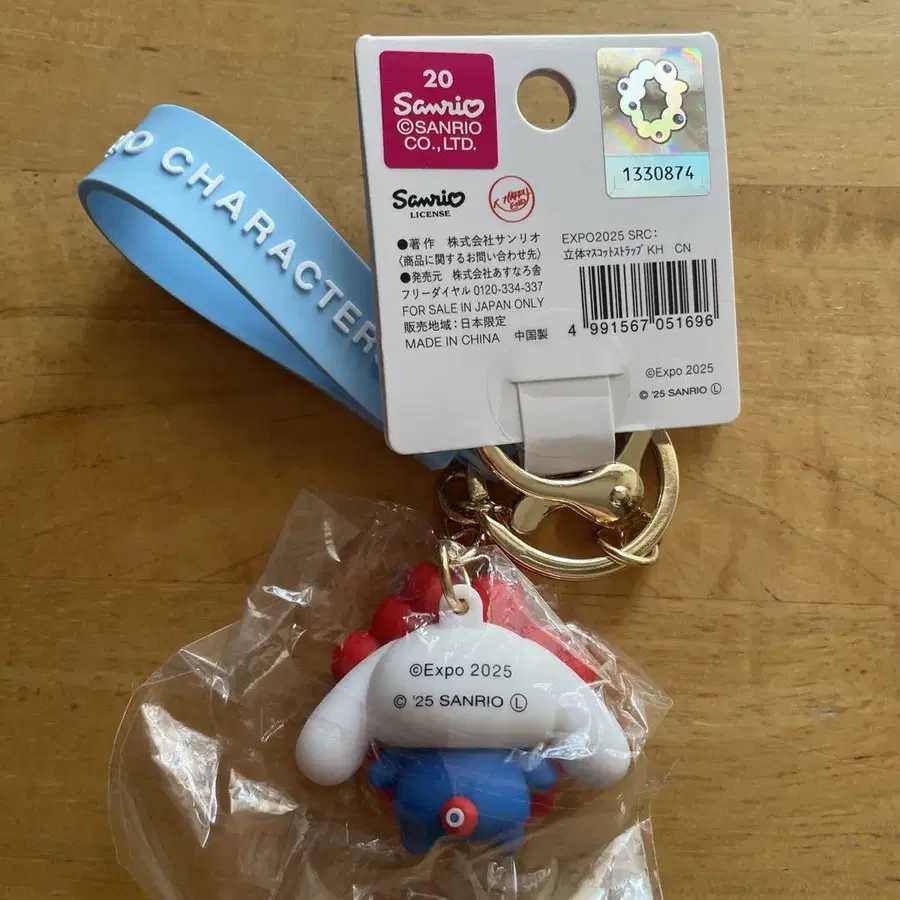 CHARACTERS
20
Sanrio
©SANRIO
CO.,LTD.
1330874
Sanrio
LICENSE
HAPPY
END
●著作 株式会社サンリオ
〈商品に関するお問い合わせ先〉
●発売元 株式会社あすなろ舎
フリーダイヤル 0120-334-337
FOR SALE IN JAPAN ONLY
販売地域:日本限定
MADE IN CHINA 中国製
EXPO2025 SRC:
立体マスコットストラップ KH CN
4 991567 051696
©Expo 2025
© '25 SANRIO Ⓛ
©Expo 2025
© '25 SANRIO Ⓛ